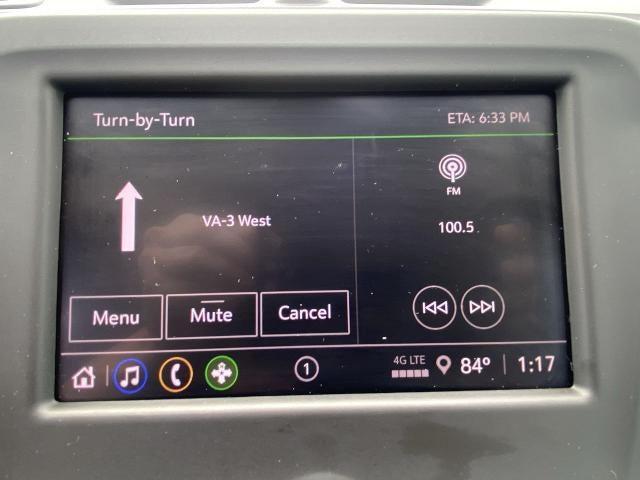 Turn-by-Turn
ETA: 6:33 PM
VA-3 West
FM
100.5
Menu
Mute
Cancel
1
4G LTE
84°
1:17